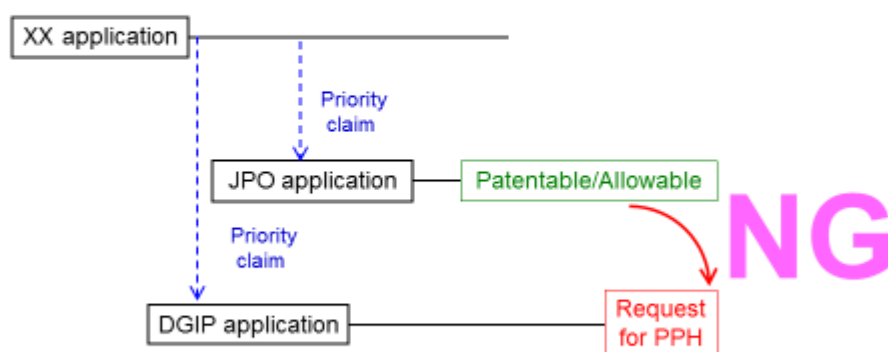 XX application
Priority
claim
JPO application
Patentable/Allowable
NG
Priority
claim
DGIP application
Request
for PPH